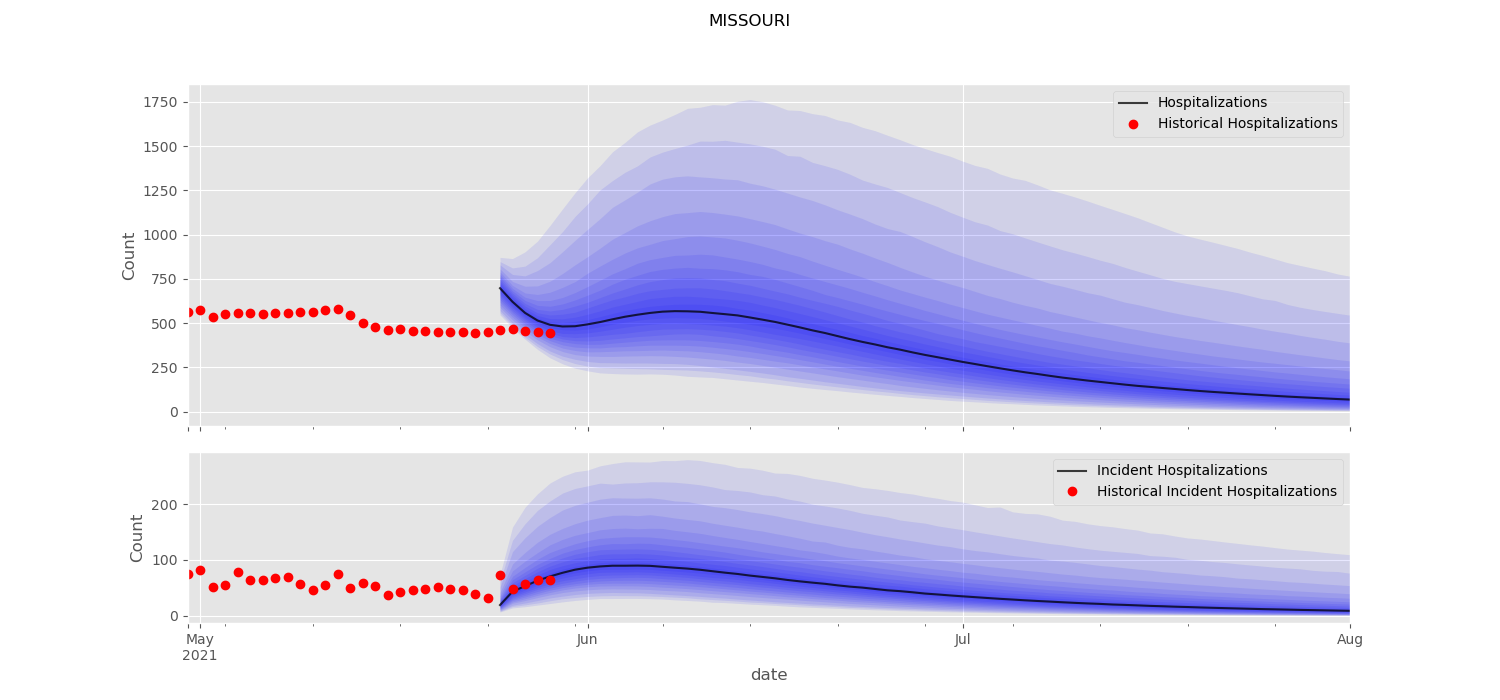 MISSOURI
1750
1500
1250
1000
750
500
250
0
Count
Hospitalizations
Historical Hospitalizations
200
100
0
Count
Incident Hospitalizations
Historical Incident Hospitalizations
May
2021
Jun
Jul
Aug
date